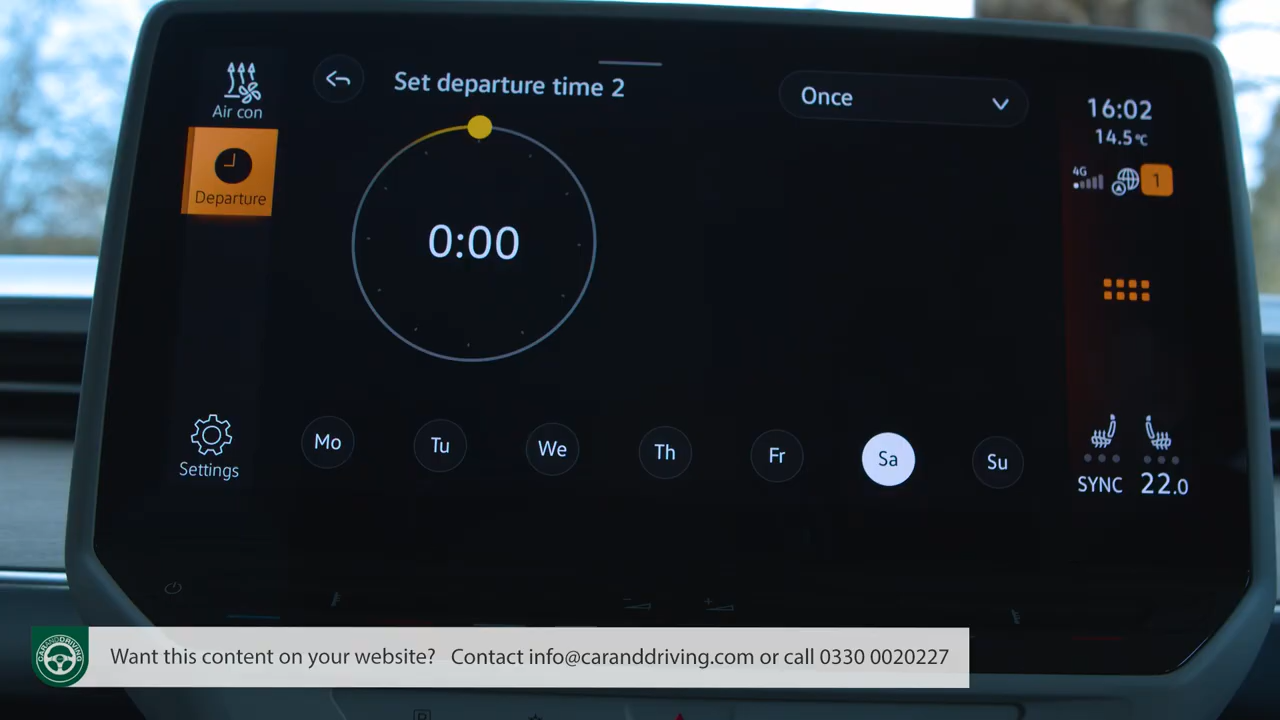 Air con
Departure
Settings
Set departure time 2
Once
0:00
Mo Tu We Th Fr Sa Su
16:02
14.5°C
4G
1
SYNC 22.0
CARANDDRIVING
Want this content on your website? Contact info@caranddriving.com or call 0330 0020227
P